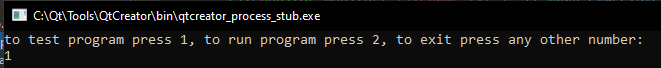 C:\Qt\Tools\QtCreator\bin\qtcreator_process_stub.exe
to test program press 1, to run program press 2, to exit press any other number:
1